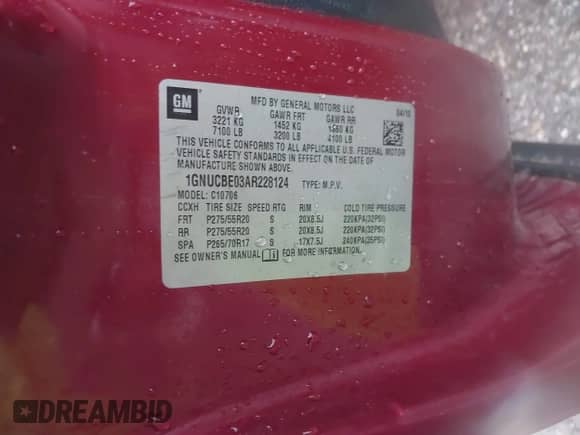 GM
MFD BY GENERAL MOTORS LLC 04/10
GVWR GAWR FRT GAWR RR
3221 KG 1452 KG 1860 KG
7100 LB 3200 LB 4100 LB
THIS VEHICLE CONFORMS TO ALL APPLICABLE U.S. FEDERAL MOTOR
VEHICLE SAFETY STANDARDS IN EFFECT ON THE DATE OF
MANUFACTURE SHOWN ABOVE.
1GNUCBE03AR228124 TYPE: M.P.V.
MODEL: C10706
CCXH TIRE SIZE SPEED RTG RIM COLD TIRE PRESSURE
FRT P275/55R20 S 20X8.5J 220KPA(32PSI)
RR P275/55R20 S 20X8.5J 220KPA(32PSI)
SPA P265/70R17 S 17X7.5J 240KPA(35PSI)
SEE OWNER'S MANUAL FOR MORE INFORMATION.
DREAMBID